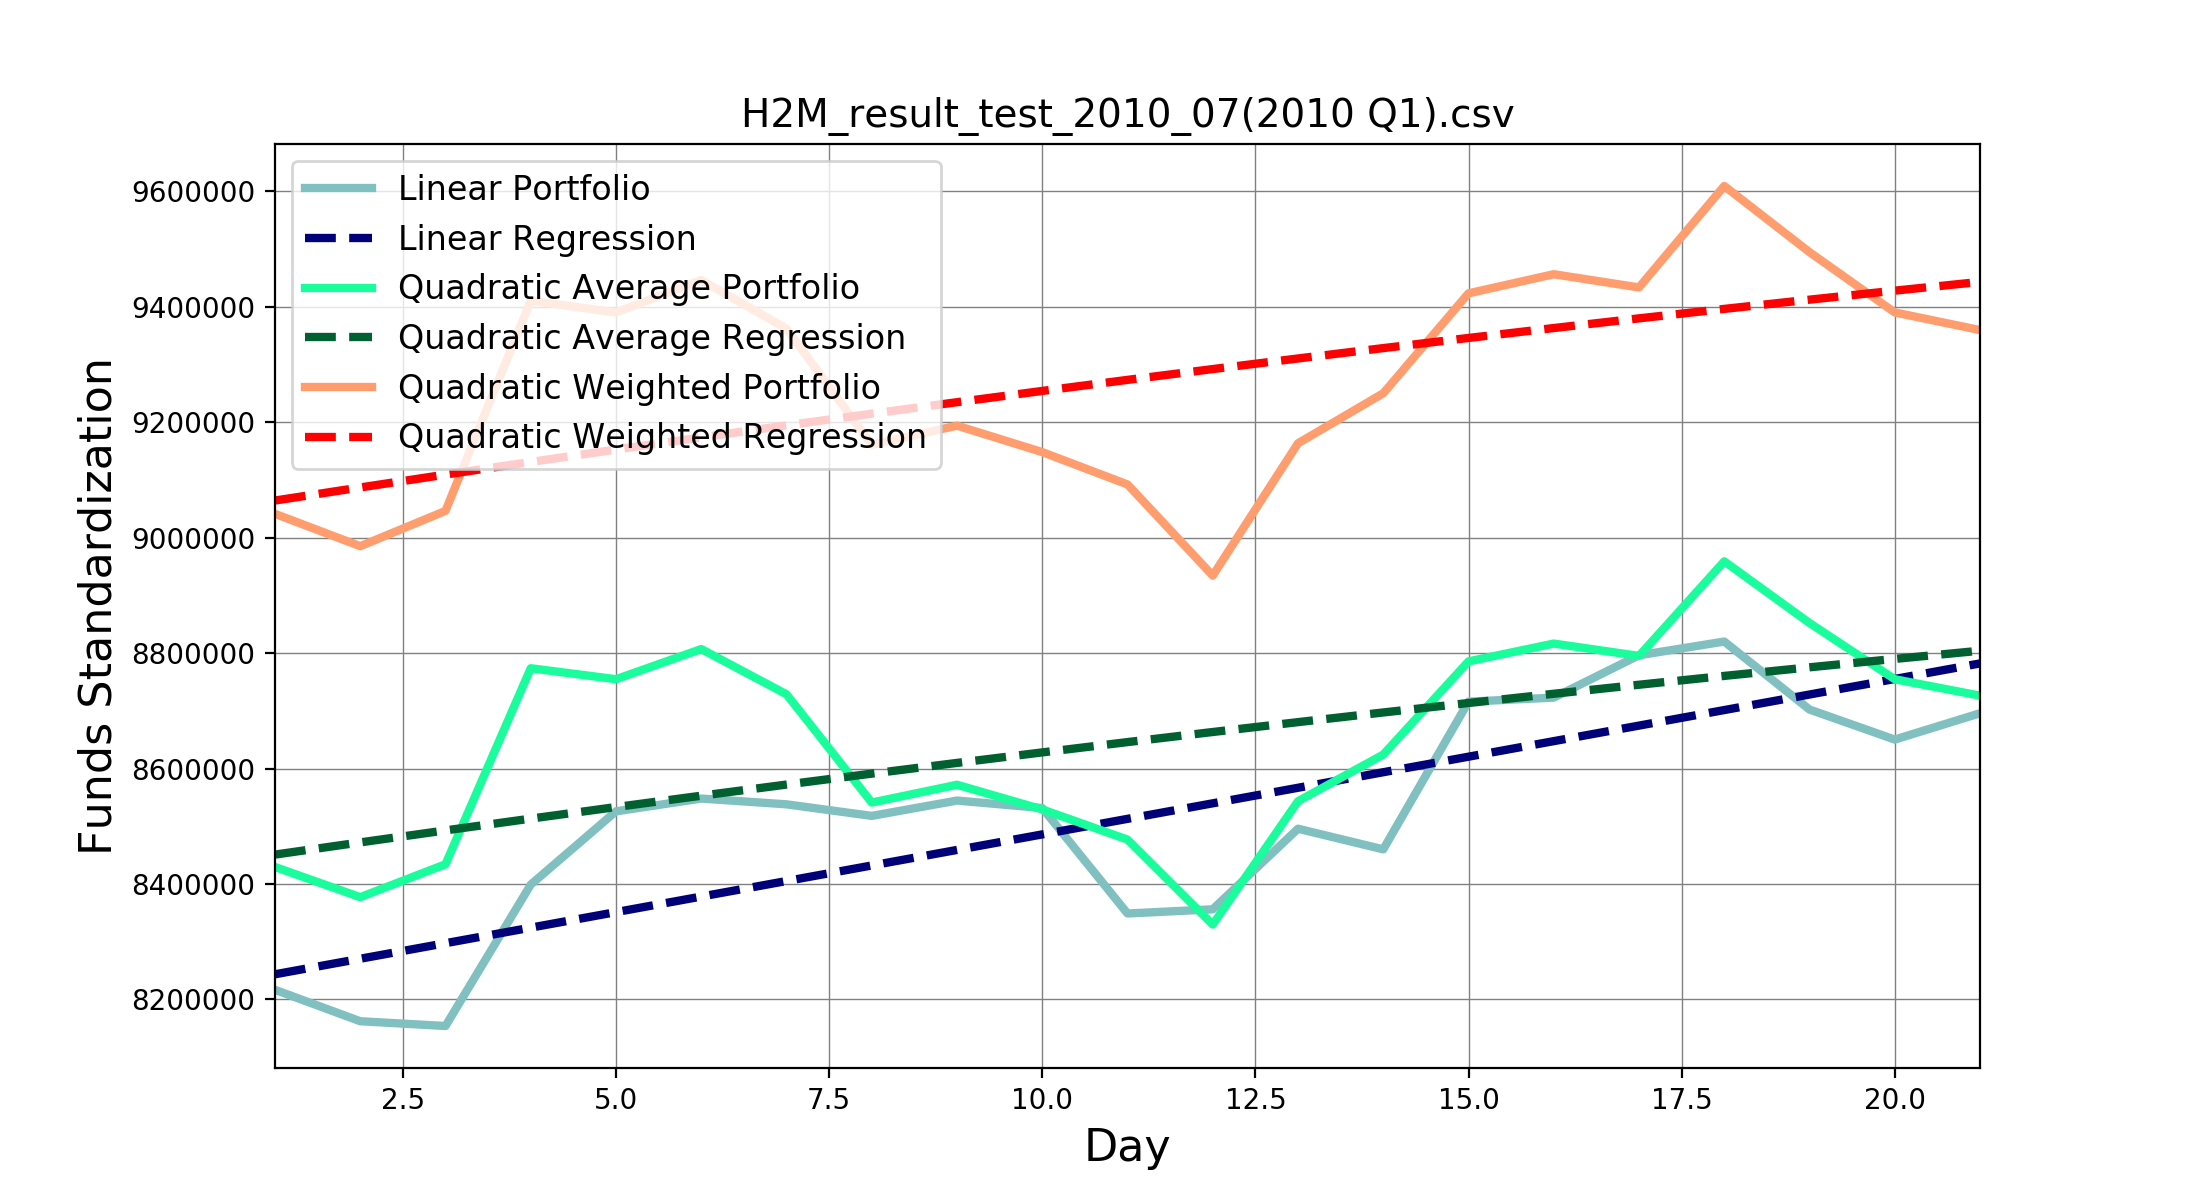 H2M_result_test_2010_07(2010 Q1).csv
Linear Portfolio
Linear Regression
Quadratic Average Portfolio
Quadratic Average Regression
Quadratic Weighted Portfolio
Quadratic Weighted Regression
Funds Standardization
9600000
9400000
9200000
9000000
8800000
8600000
8400000
8200000
2.5 5.0 7.5 10.0 12.5 15.0 17.5 20.0
Day